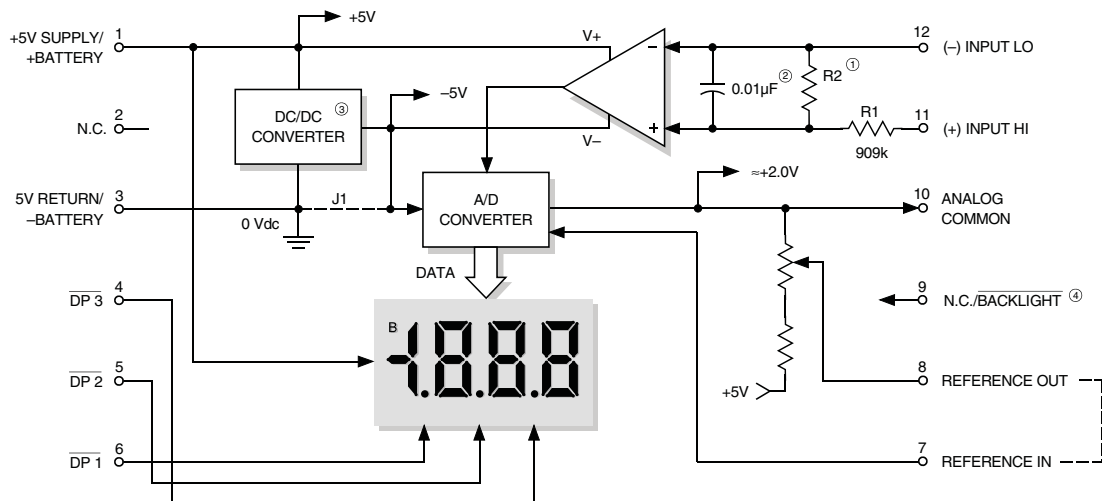 +5V SUPPLY/
+BATTERY
1
+5V
V+
–
12
(–) INPUT LO
0.01µF ②
R2 ①
DC/DC ③
CONVERTER
–5V
2
N.C.
V–
+
R1
909k
11
(+) INPUT HI
5V RETURN/
–BATTERY
3
0 Vdc
J1
A/D
CONVERTER
≈+2.0V
10
ANALOG
COMMON
DATA
4
DP 3
B
-1.8.8.8
9
N.C./BACKLIGHT ④
5
DP 2
+5V
8
REFERENCE OUT
6
DP 1
7
REFERENCE IN